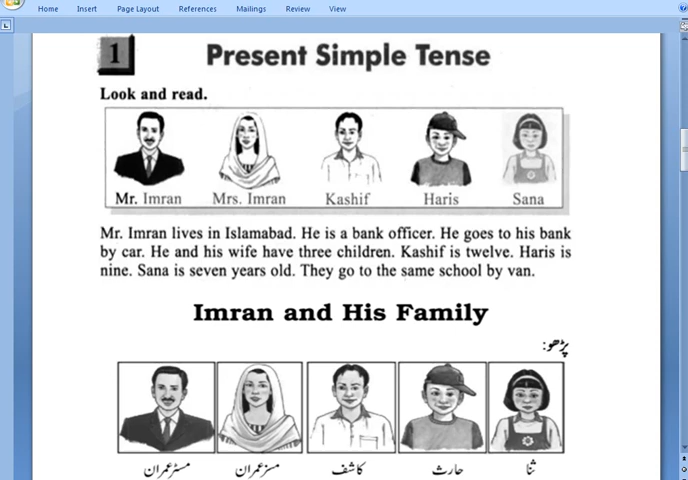 Home Insert Page Layout References Mailings Review View
1 Present Simple Tense
Look and read.
Mr. Imran Mrs. Imran Kashif Haris Sana
Mr. Imran lives in Islamabad. He is a bank officer. He goes to his bank
by car. He and his wife have three children. Kashif is twelve. Haris is
nine. Sana is seven years old. They go to the same school by van.
Imran and His Family
پڑھو:
مسٹر عمران مسز عمران کاشف حارث ثنا